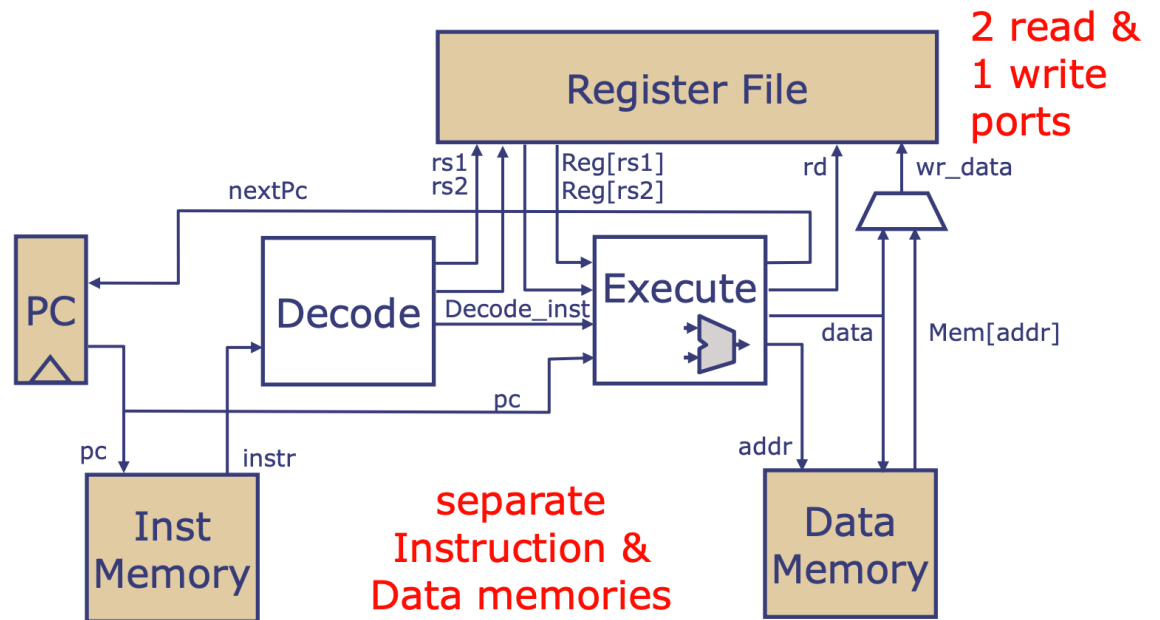 2 read &
1 write
ports
Register File
rs1
rs2
Reg[rs1]
Reg[rs2]
rd
wr_data
nextPc
PC
Decode
Decode_inst
Execute
data
Mem[addr]
pc
pc
instr
addr
Inst
Memory
separate
Instruction &
Data memories
Data
Memory